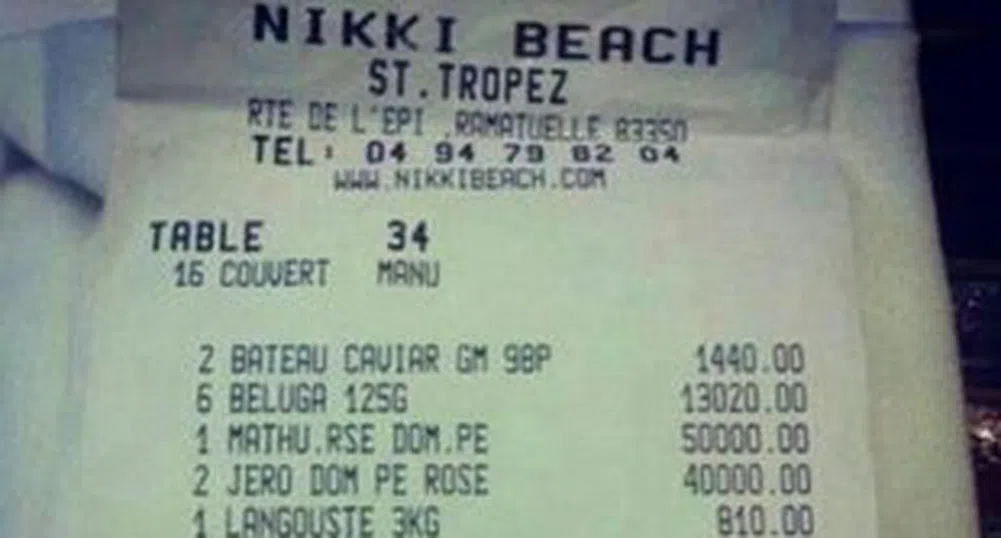 NIKKI BEACH
ST.TROPEZ
RTE DE L'EPI .RAMATUELLE 83350
TEL: 04 94 79 82 04
WWW.NIKKIBEACH.COM
TABLE 34
16 COUVERT MANU
2 BATEAU CAVIAR GM 98P 1440.00
6 BELUGA 125G 13020.00
1 MATHU.RSE DOM.PE 50000.00
2 JERO DOM PE ROSE 40000.00
1 LANGOUSTE 3KG 810.00